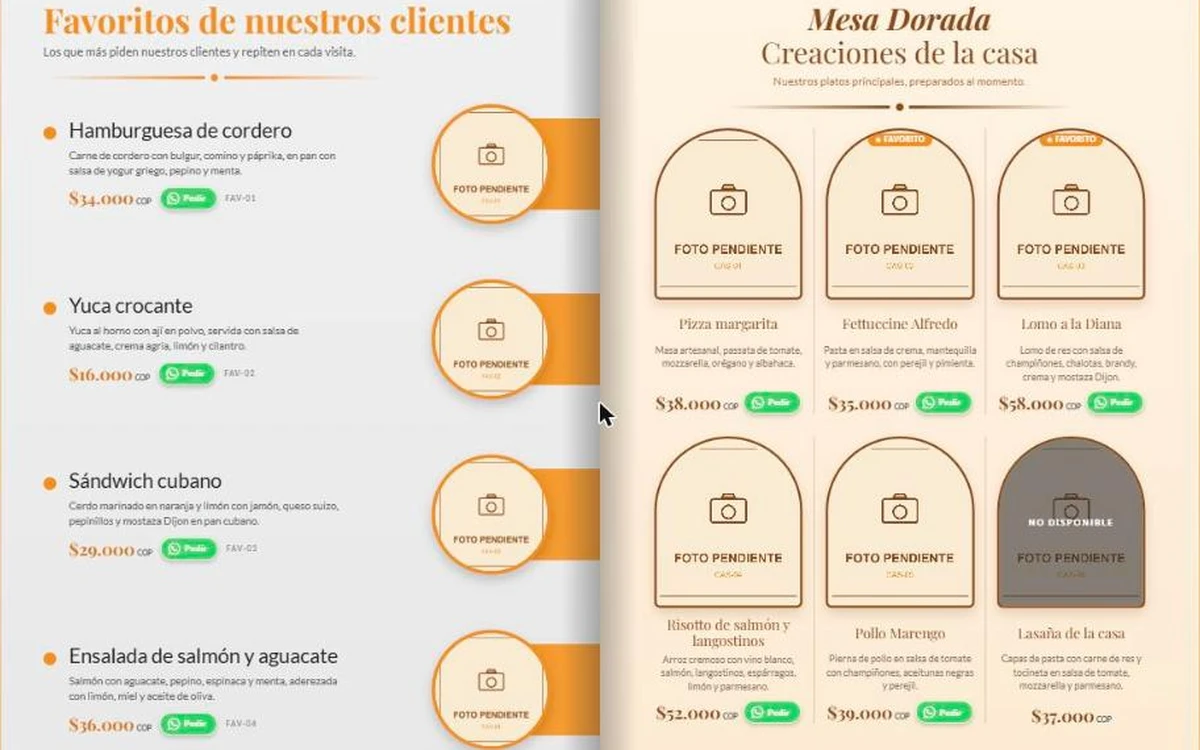 Favoritos de nuestros clientes
Los que más piden nuestros clientes y repiten en cada visita.
Hamburguesa de cordero
Carne de cordero con bulgur, comino y páprika, en pan con
salsa de yogur griego, pepino y menta.
$34.000 COP Pedir FAV-01
FOTO PENDIENTE
Yuca crocante
Yuca al horno con ají en polvo, servida con salsa de
aguacate, crema agria, limón y cilantro.
$16.000 COP Pedir FAV-02
FOTO PENDIENTE
Sándwich cubano
Cerdo marinado en naranja y limón con jamón, queso suizo,
pepinillos y mostaza Dijon en pan cubano.
$29.000 COP Pedir FAV-03
FOTO PENDIENTE
Ensalada de salmón y aguacate
Salmón con aguacate, pepino, espinaca y menta, aderezada
con limón, miel y aceite de oliva.
$36.000 COP Pedir FAV-04
FOTO PENDIENTE
Mesa Dorada
Creaciones de la casa
Nuestros platos principales, preparados al momento.
FOTO PENDIENTE
CAS-01
Pizza margarita
Masa artesanal, passata de tomate,
mozzarella, orégano y albahaca.
$38.000 COP Pedir
FAVORITO
FOTO PENDIENTE
CAS-02
Fettuccine Alfredo
Pasta en salsa de crema, mantequilla
y parmesano, con perejil y pimienta.
$35.000 COP Pedir
FAVORITO
FOTO PENDIENTE
CAS-03
Lomo a la Diana
Lomo de res con salsa de
champiñones, chalotas, brandy,
crema y mostaza Dijon.
$58.000 COP Pedir
FOTO PENDIENTE
CAS-04
Risotto de salmón y
langostinos
Arroz cremoso con vino blanco,
salmón, langostinos, espárragos,
limón y parmesano.
$52.000 COP Pedir
FOTO PENDIENTE
CAS-05
Pollo Marengo
Pierna de pollo en salsa de tomate
con champiñones, aceitunas negras
y perejil.
$39.000 COP Pedir
NO DISPONIBLE
FOTO PENDIENTE
Lasaña de la casa
Capas de pasta con carne de res y
tocineta en salsa de tomate,
mozzarella y parmesano.
$37.000 COP